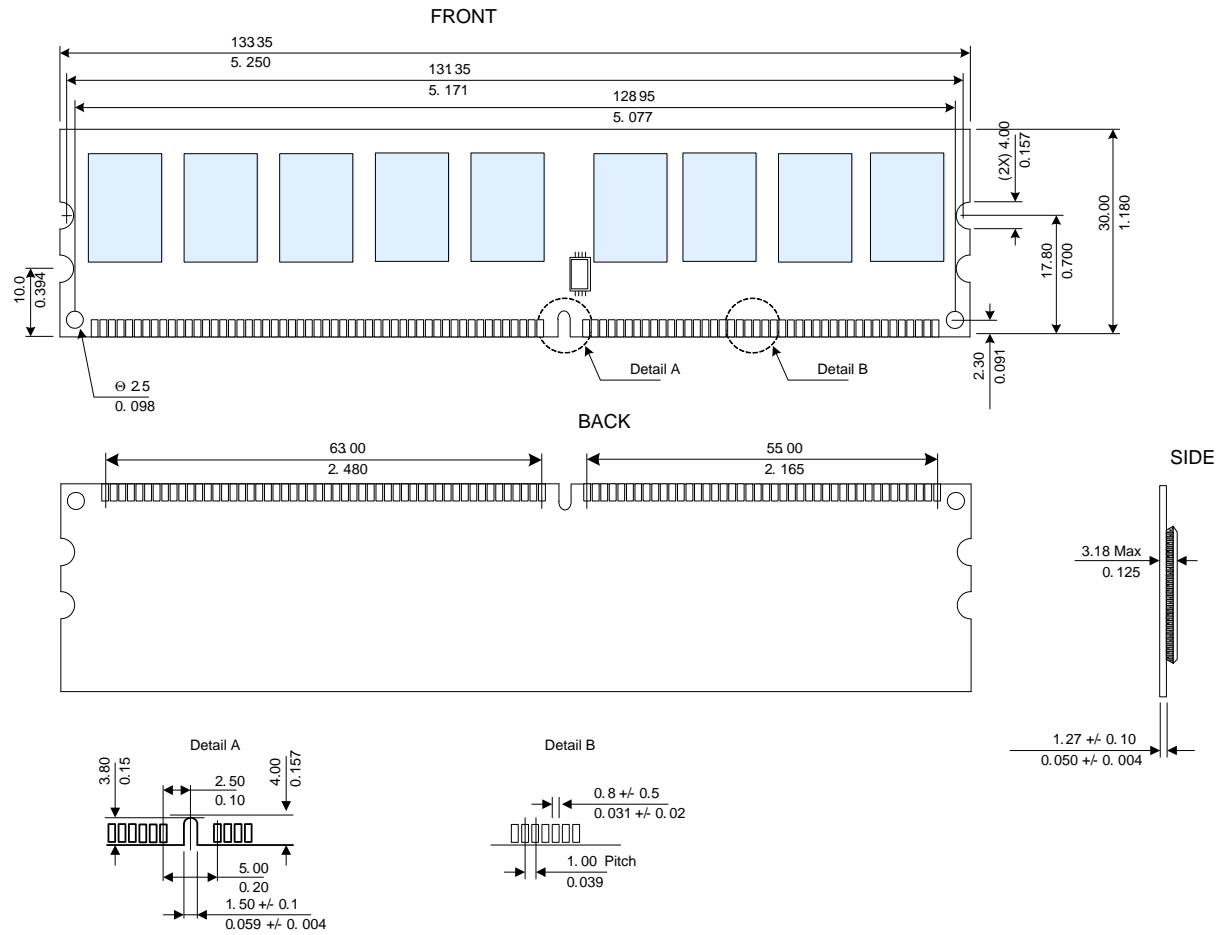 FRONT
133.35
5. 250
131.35
5. 171
128.95
5. 077
(2X) 4.00
0.157
30.00
1.180
17.80
0.700
10.0
0.394
2.30
0.091
Detail A
Detail B
Θ 2.5
0. 098
BACK
63.00
2. 480
55.00
2. 165
SIDE
3.18 Max
0. 125
1.27 +/- 0. 10
0.050 +/- 0. 004
Detail A
3.80
0.15
2. 50
0. 10
4.00
0.157
5. 00
0. 20
1. 50 +/- 0.1
0.059 +/- 0. 004
Detail B
0. 8 +/- 0.5
0.031 +/- 0.02
1. 00 Pitch
0.039